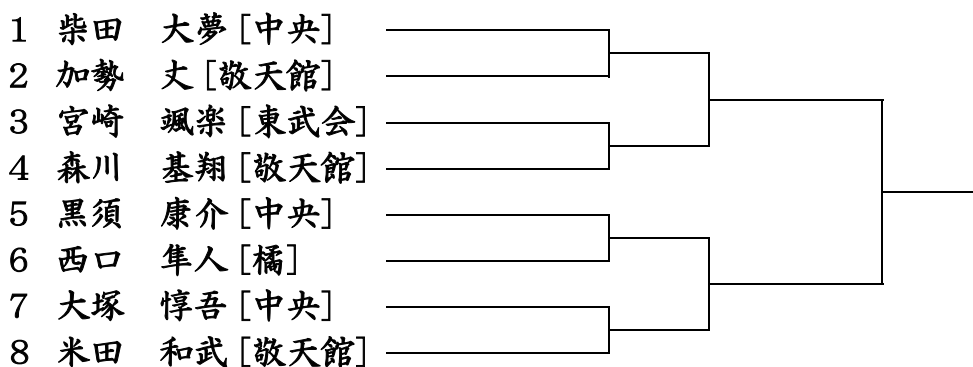 1 柴田 大夢 [中央]
2 加勢 丈 [敬天館]
3 宮崎 颯楽 [東武会]
4 森川 基翔 [敬天館]
5 黒須 康介 [中央]
6 西口 隼人 [橘]
7 大塚 惇吾 [中央]
8 米田 和武 [敬天館]